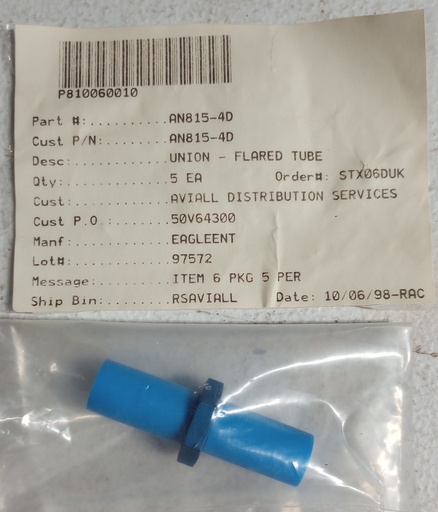 P810060010
Part #:..........AN815-4D
Cust P/N:.........AN815-4D
Desc:............UNION - FLARED TUBE
Qty:.............5 EA Order#: STX06DUK
Cust:............AVIALL DISTRIBUTION SERVICES
Cust P.O.:........50V64300
Manf:............EAGLEENT
Lot#:............97572
Message:.........ITEM 6 PKG 5 PER
Ship Bin:........RSAVIALL Date: 10/06/98-RAC